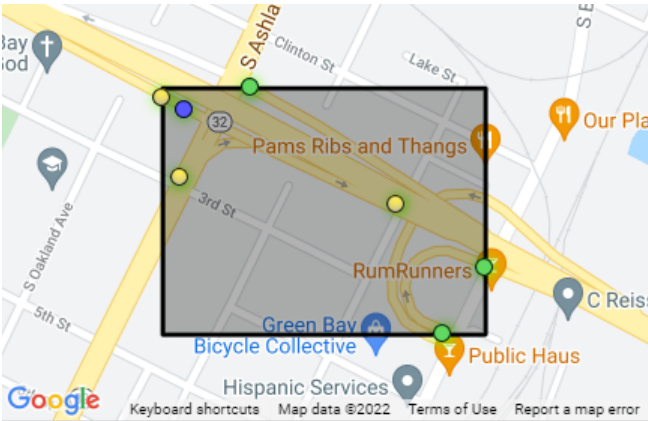 Bay
God
S Ashla
Clinton St
Lake St
S B
Our Pla
32
Pams Ribs and Thangs
3rd St
S Oakland Ave
RumRunners
C Reiss
5th St
Green Bay
Bicycle Collective
Public Haus
Hispanic Services
Google
Keyboard shortcuts
Map data ©2022
Terms of Use
Report a map error